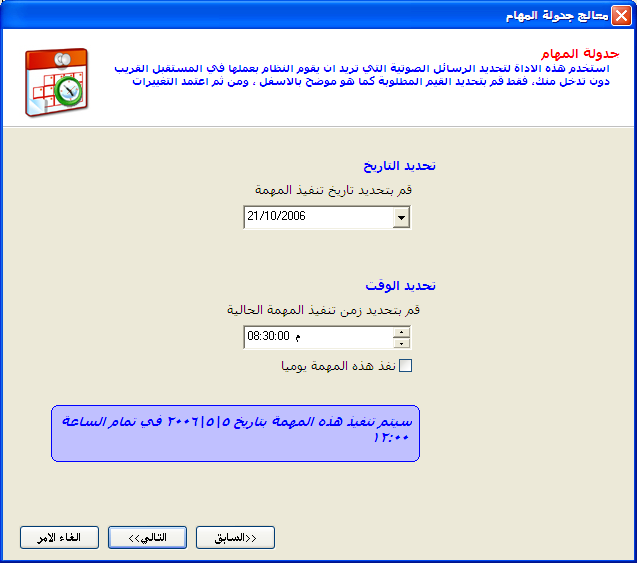 معالج جدولة المهام
جدولة المهام
استخدم هذه الاداة لتحديد الرسائل الصوتية التي تريد ان يقوم النظام بعملها في المستقبل القريب
دون تدخل منك، فقط قم بتحديد القيم المطلوبة كما هو موضح بالاسفل ، ومن ثم اعتمد التغييرات
تحديد التاريخ
قم بتحديد تاريخ تنفيذ المهمة
21/10/2006
تحديد الوقت
قم بتحديد زمن تنفيذ المهمة الحالية
08:30:00 م
نفذ هذه المهمة يوميا
سيتم تنفيذ هذه المهمة بتاريخ ٥|٥|٢٠٠٦ في تمام الساعة
١٢:٠٠
<<السابق
التالي>>
الغاء الامر